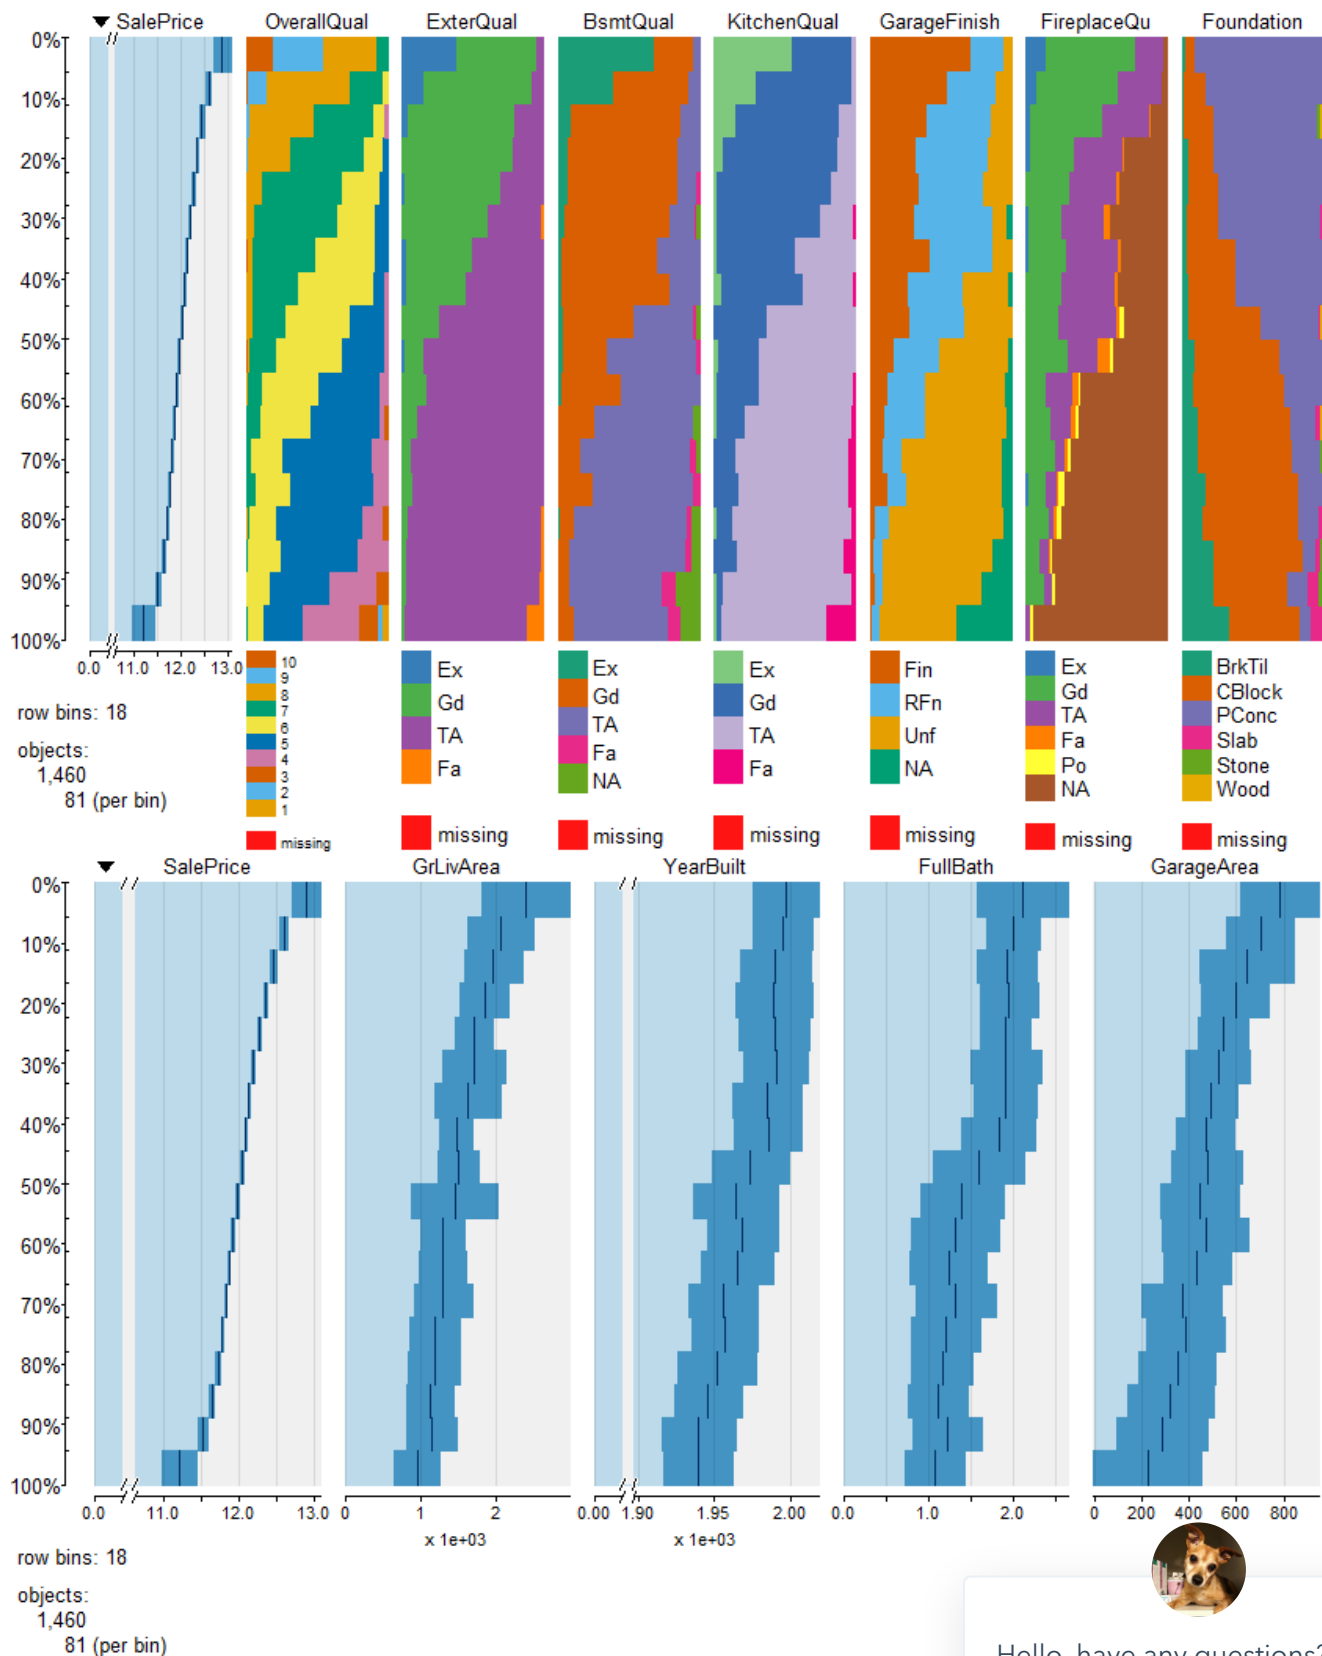 SalePrice OverallQual ExterQual BsmtQual KitchenQual GarageFinish FireplaceQu Foundation
0%
10%
20%
30%
40%
50%
60%
70%
80%
90%
100%
0.0 11.0 12.0 13.0
row bins: 18
objects:
1,460
81 (per bin)
10
9
8
7
6
5
4
3
2
1
missing
Ex
Gd
TA
Fa
missing
Ex
Gd
TA
Fa
NA
missing
Ex
Gd
TA
Fa
missing
Fin
RFn
Unf
NA
missing
Ex
Gd
TA
Fa
Po
NA
missing
BrkTil
CBlock
PConc
Slab
Stone
Wood
missing
SalePrice GrLivArea YearBuilt FullBath GarageArea
0%
10%
20%
30%
40%
50%
60%
70%
80%
90%
100%
0.0 11.0 12.0 13.0 0 1 2 0.00 1.90 1.95 2.00 0.0 1.0 2.0 0 200 400 600 800
x 1e+03 x 1e+03
row bins: 18
objects:
1,460
81 (per bin)
Hello, have any questions?